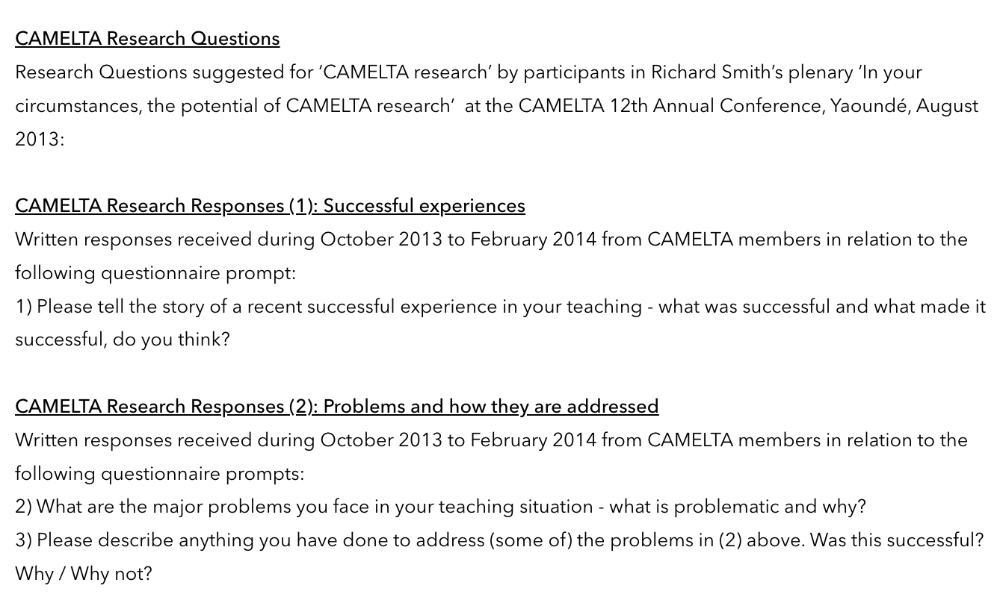 CAMELTA Research Questions
Research Questions suggested for ‘CAMELTA research’ by participants in Richard Smith’s plenary ‘In your
circumstances, the potential of CAMELTA research’  at the CAMELTA 12th Annual Conference, Yaoundé, August
2013:
CAMELTA Research Responses (1): Successful experiences
Written responses received during October 2013 to February 2014 from CAMELTA members in relation to the
following questionnaire prompt:
1) Please tell the story of a recent successful experience in your teaching - what was successful and what made it
successful, do you think?
CAMELTA Research Responses (2): Problems and how they are addressed
Written responses received during October 2013 to February 2014 from CAMELTA members in relation to the
following questionnaire prompts:
2) What are the major problems you face in your teaching situation - what is problematic and why?
3) Please describe anything you have done to address (some of) the problems in (2) above. Was this successful?
Why / Why not?